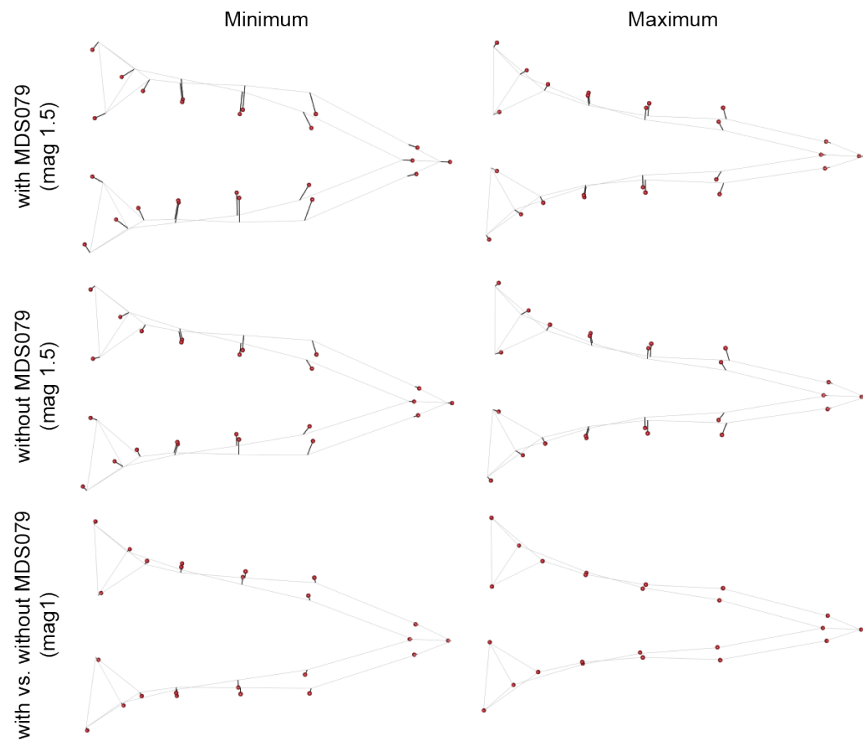 Minimum
Maximum
with MDS079
(mag 1.5)
without MDS079
(mag 1.5)
with vs. without MDS079
(mag1)